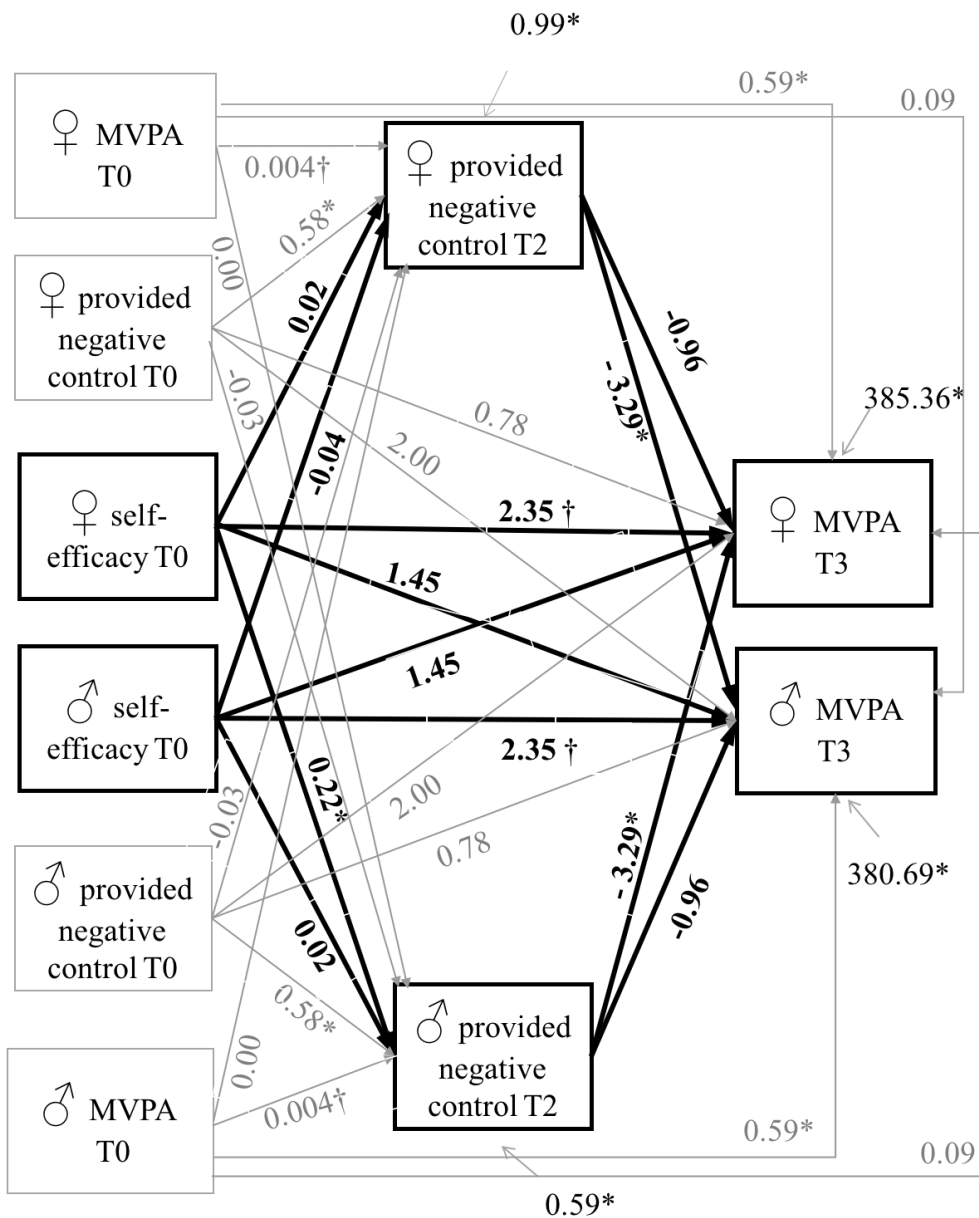 0.99*
0.59*
0.09
♀ MVPA
T0
0.004†
♀ provided
negative
control T2
0.58*
0.00
0.02
♀ provided
negative
control T0
-0.03
-0.96
- 3.29*
385.36*
0.78
2.00
-0.04
♀ self-
efficacy T0
2.35 †
♀ MVPA
T3
1.45
1.45
♂ self-
efficacy T0
2.35 †
♂ MVPA
T3
0.22*
-0.03
2.00
0.78
- 3.29*
-0.96
380.69*
♂ provided
negative
control T0
0.02
0.58*
♂ provided
negative
control T2
0.00
0.004†
♂ MVPA
T0
0.59*
0.09
0.59*